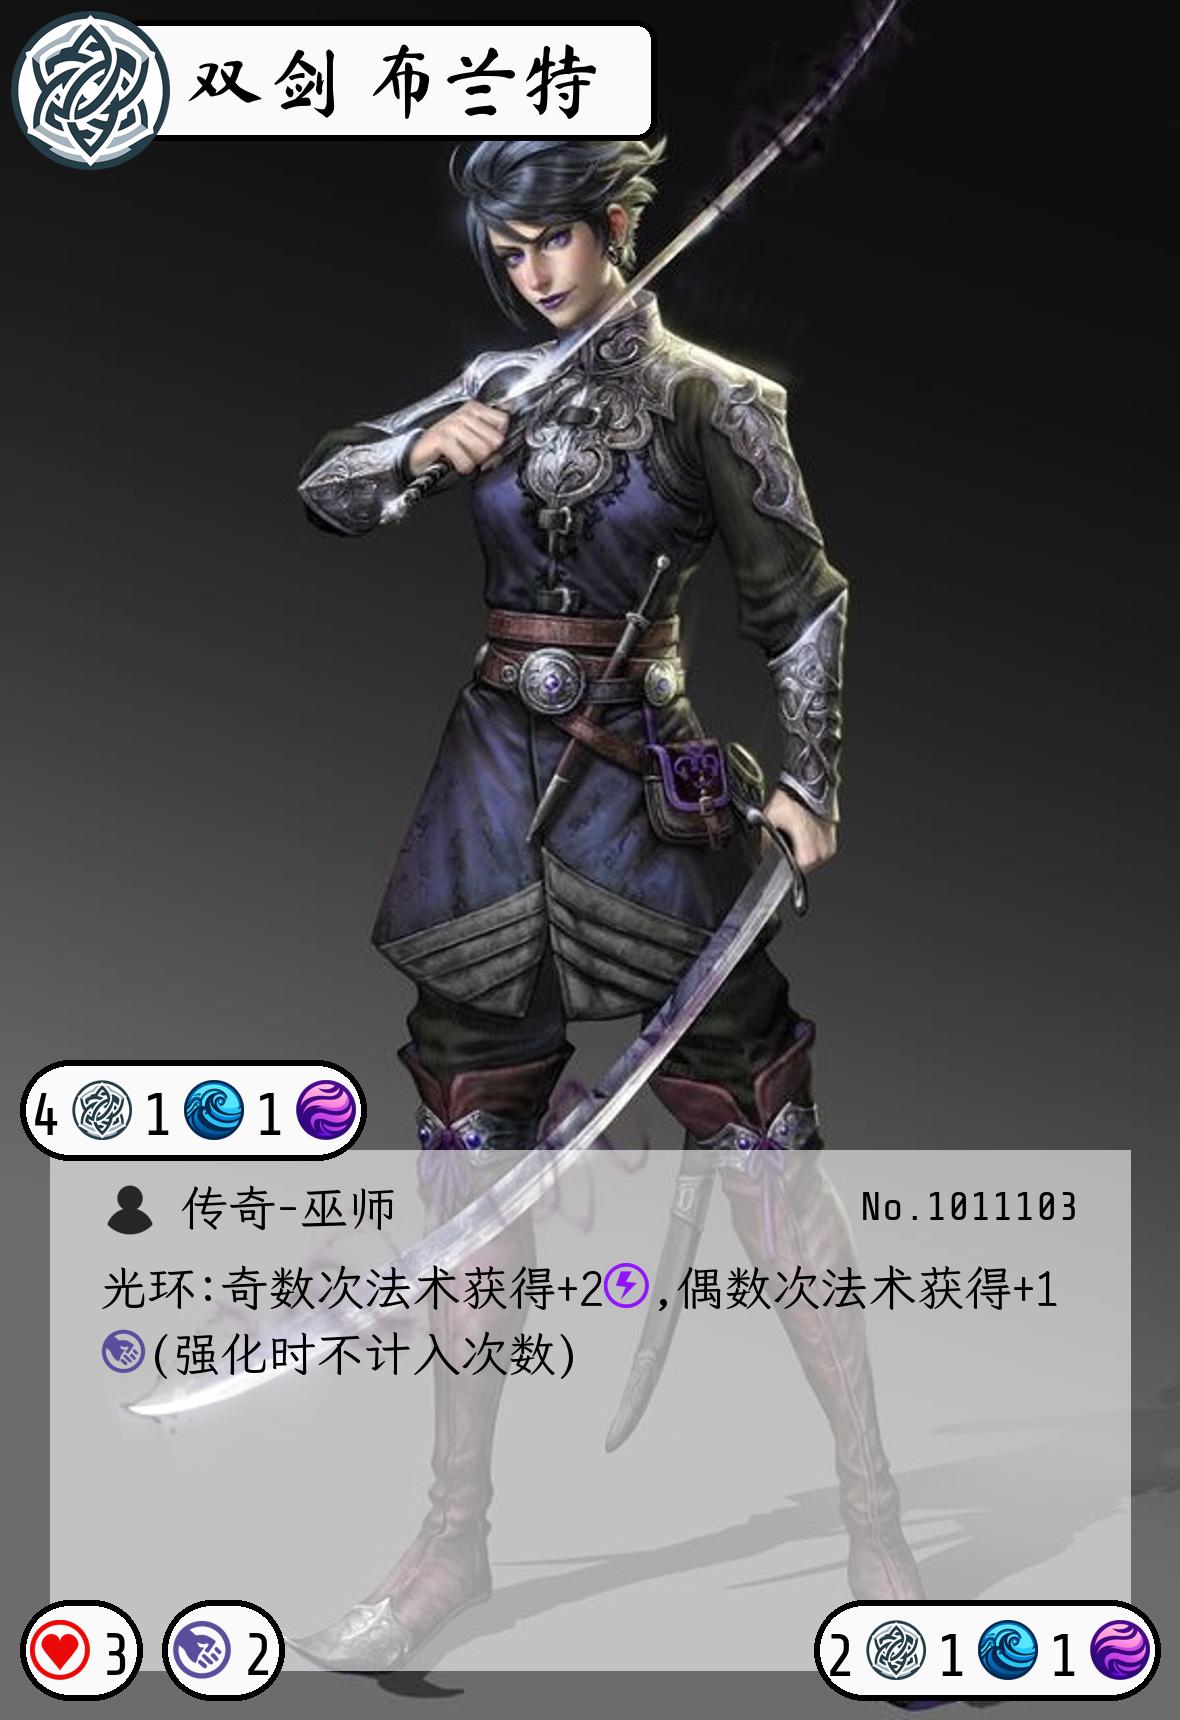 双剑 布兰特
4 1 1
传奇-巫师 No.1011103
光环:奇数次法术获得+2,偶数次法术获得+1
(强化时不计入次数)
3 2 2 1 1